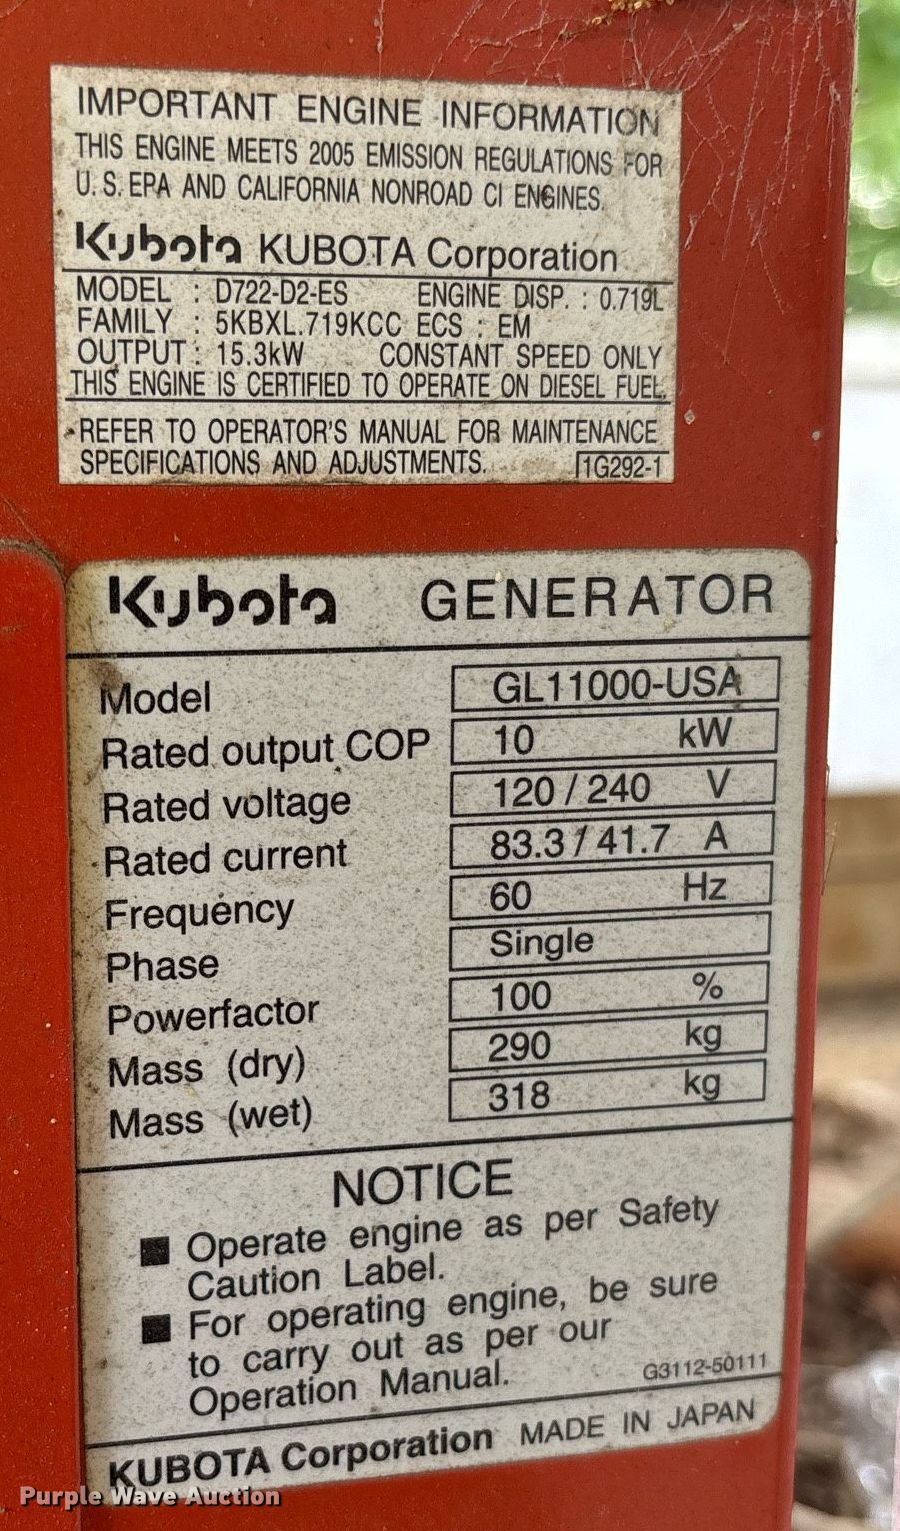 IMPORTANT ENGINE INFORMATION
THIS ENGINE MEETS 2005 EMISSION REGULATIONS FOR
U.S. EPA AND CALIFORNIA NONROAD CI ENGINES.
Kubota KUBOTA Corporation
MODEL : D722-D2-ES ENGINE DISP. : 0.719L
FAMILY : 5KBXL.719KCC ECS : EM
OUTPUT : 15.3kW CONSTANT SPEED ONLY
THIS ENGINE IS CERTIFIED TO OPERATE ON DIESEL FUEL.
REFER TO OPERATOR'S MANUAL FOR MAINTENANCE
SPECIFICATIONS AND ADJUSTMENTS. 1G292-1
Kubota GENERATOR
Model GL11000-USA
Rated output COP 10 kW
Rated voltage 120 / 240 V
Rated current 83.3 / 41.7 A
Frequency 60 Hz
Phase Single
Powerfactor 100 %
Mass (dry) 290 kg
Mass (wet) 318 kg
NOTICE
■ Operate engine as per Safety
Caution Label.
■ For operating engine, be sure
to carry out as per our
Operation Manual. G3112-50111
KUBOTA Corporation MADE IN JAPAN
Purple Wave Auction